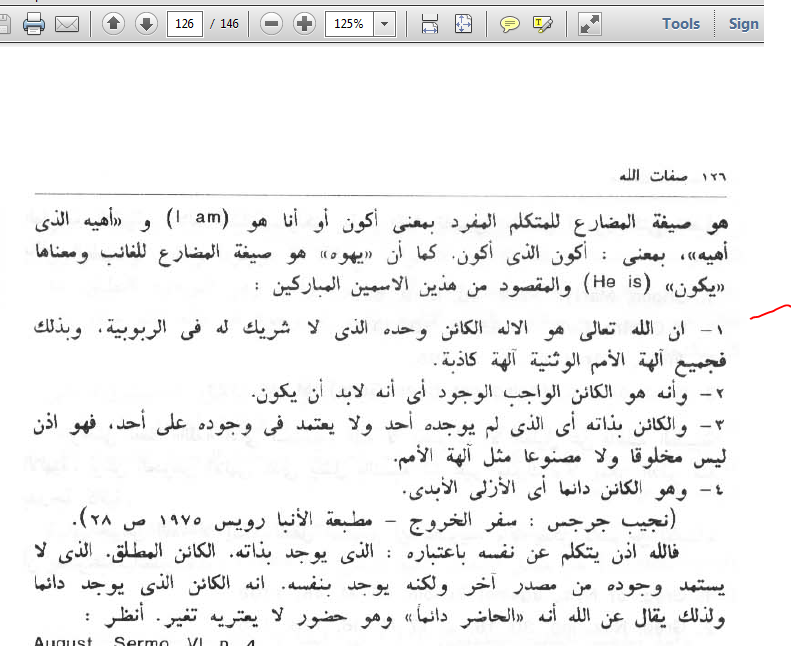 126 / 146 125% Tools Sign
١٢٦ صفات الله
هو صيغة المضارع للمتكلم المفرد بمعنى أكون أو أنا هو (I am) و «أهيه الذى
أهيه»، بمعنى : أكون الذى أكون. كما أن «يهوه» هو صيغة المضارع للغائب ومعناها
«يكون» (He is) والمقصود من هذين الاسمين المباركين :
١- ان الله تعالى هو الاله الكائن وحده الذى لا شريك له فى الربوبية، وبذلك
فجميع آلهة الأمم الوثنية آلهة كاذبة.
٢- وأنه هو الكائن الواجب الوجود أى أنه لابد أن يكون.
٣- والكائن بذاته أى الذى لم يوجده أحد ولا يعتمد فى وجوده على أحد، فهو اذن
ليس مخلوقا ولا مصنوعا مثل آلهة الأمم.
٤- وهو الكائن دائما أى الأزلى الأبدى.
(نجيب جرجس : سفر الخروج - مطبعة الأنبا رويس ١٩٧٥ ص ٢٨).
فالله اذن يتكلم عن نفسه باعتباره : الذى يوجد بذاته. الكائن المطلق. الذى لا
يستمد وجوده من مصدر آخر ولكنه يوجد بنفسه. انه الكائن الذى يوجد دائما
ولذلك يقال عن الله أنه «الحاضر دائما» وهو حضور لا يعتريه تغير. أنظر :
August. Sermo VI n 4